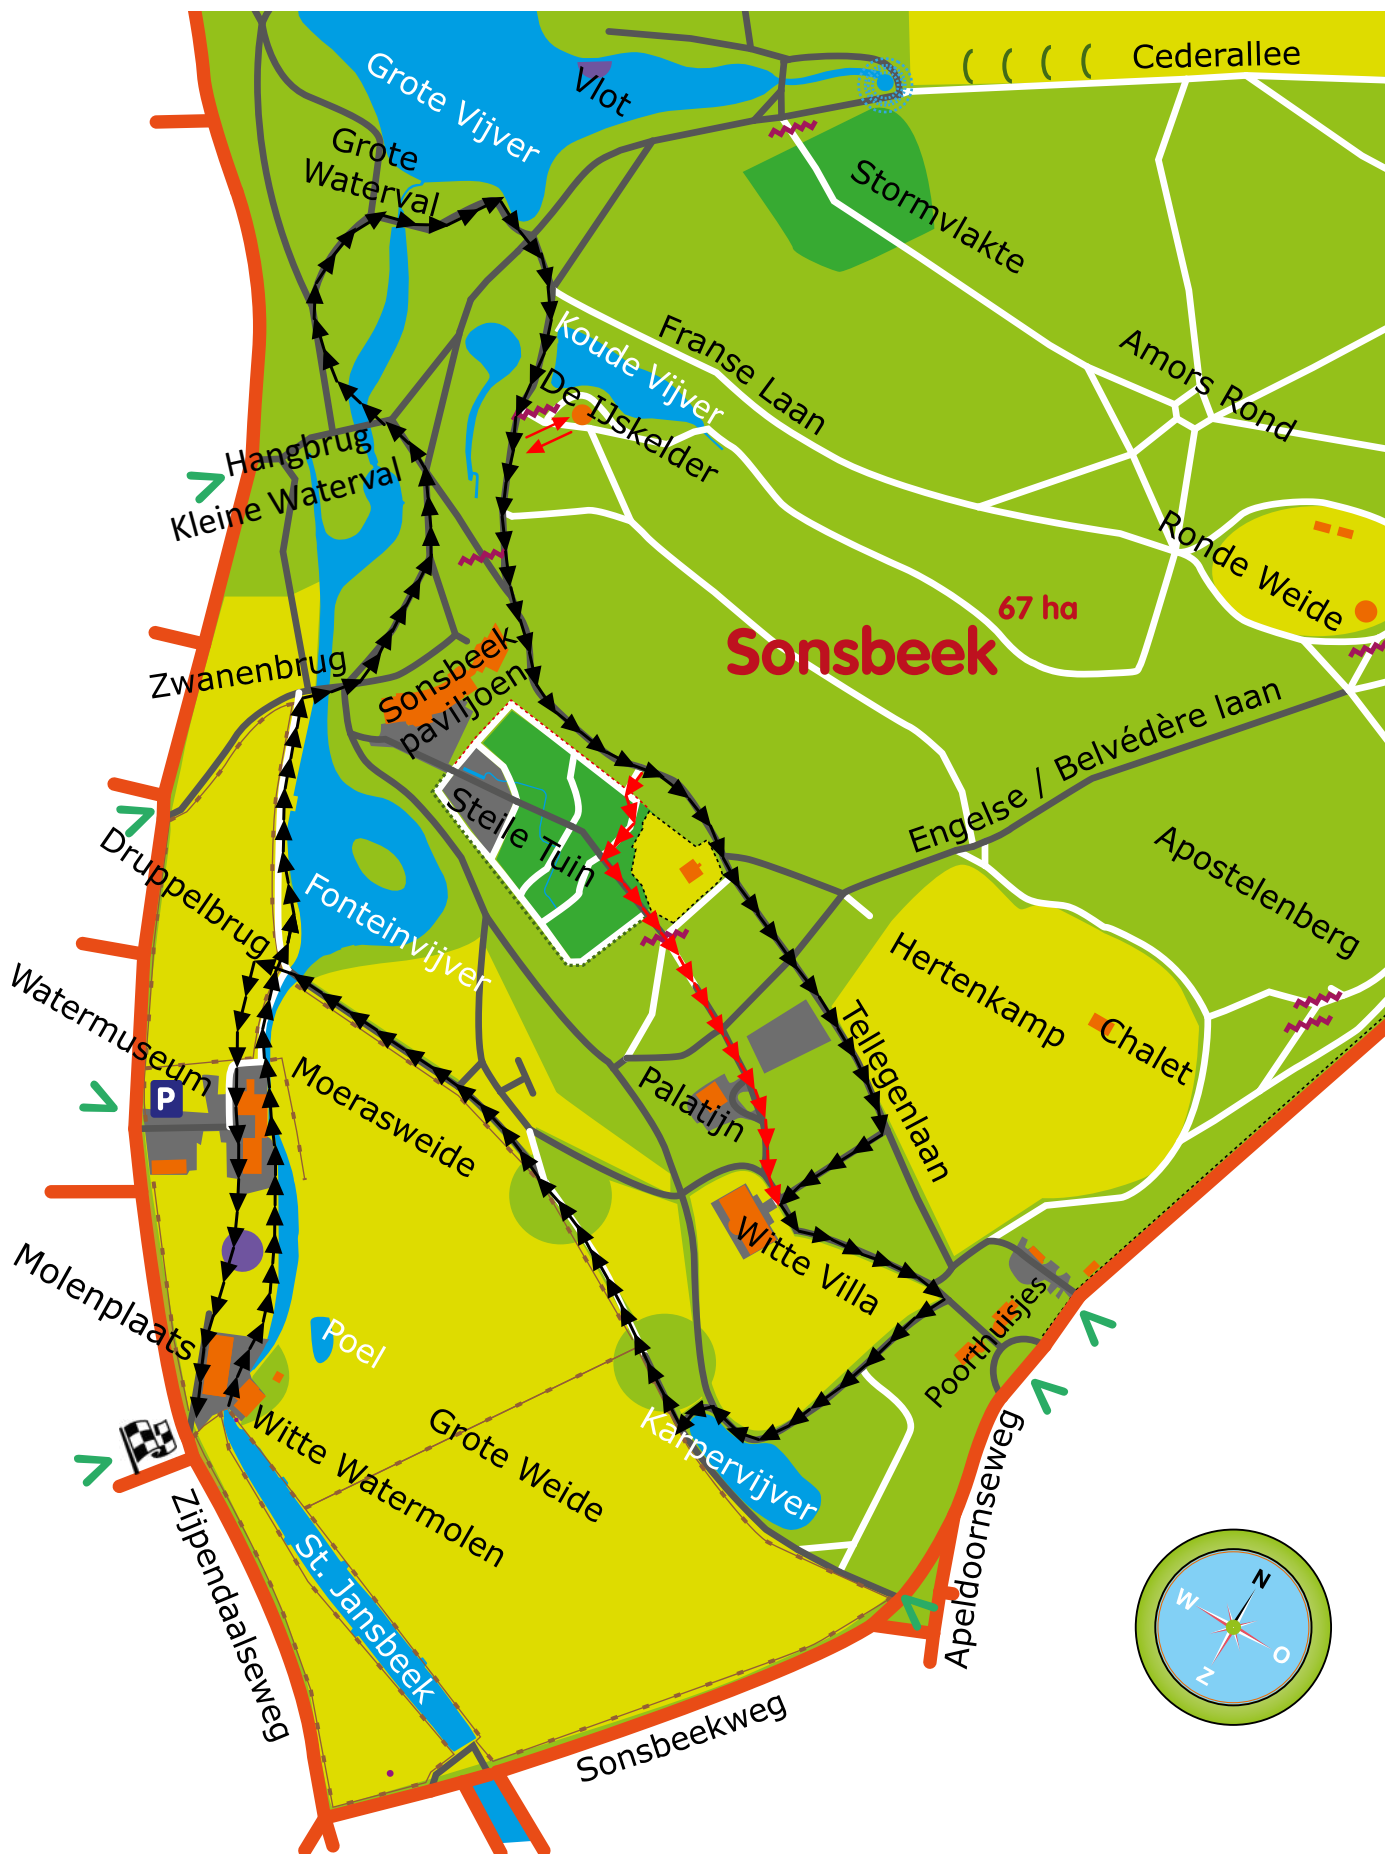 Cederallee
Grote Vijver
Vlot
Grote
Waterval
Stormvlakte
Koude Vijver
Franse Laan
Amors Rond
De IJskelder
Hangbrug
Kleine Waterval
Ronde Weide
67 ha
Sonsbeek
Zwanenbrug
Sonsbeek
paviljoen
Engelse / Belvédère laan
Steile Tuin
Druppelbrug
Apostelenberg
Fonteinvijver
Hertenkamp
Watermuseum
Tellegenlaan
Chalet
P
Moerasweide
Palatijn
Molenplaats
Witte Villa
Poorthuisjes
Poel
Karpervijver
Grote Weide
Witte Watermolen
Apeldoornseweg
Zijpendaalseweg
St. Jansbeek
Sonsbeekweg
N
W
O
Z